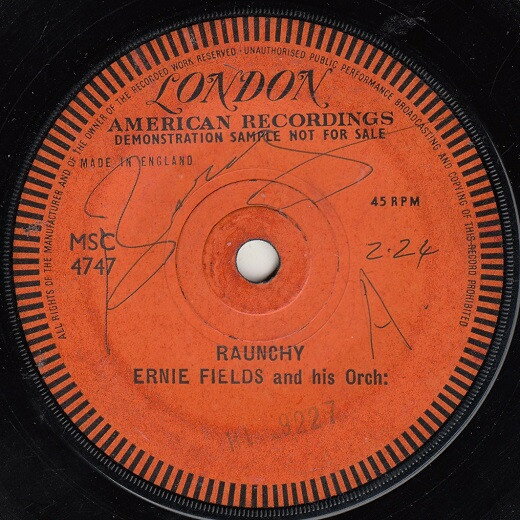 ALL RIGHTS OF THE MANUFACTURER AND OF THE OWNER OF THE RECORDED WORK RESERVED · UNAUTHORISED PUBLIC PERFORMANCE BROADCASTING AND COPYING OF THIS RECORD PROHIBITED
LONDON
AMERICAN RECORDINGS
DEMONSTRATION SAMPLE NOT FOR SALE
MADE IN ENGLAND
45 RPM
MSC
4747
2.24
A.
RAUNCHY
ERNIE FIELDS and his Orch: